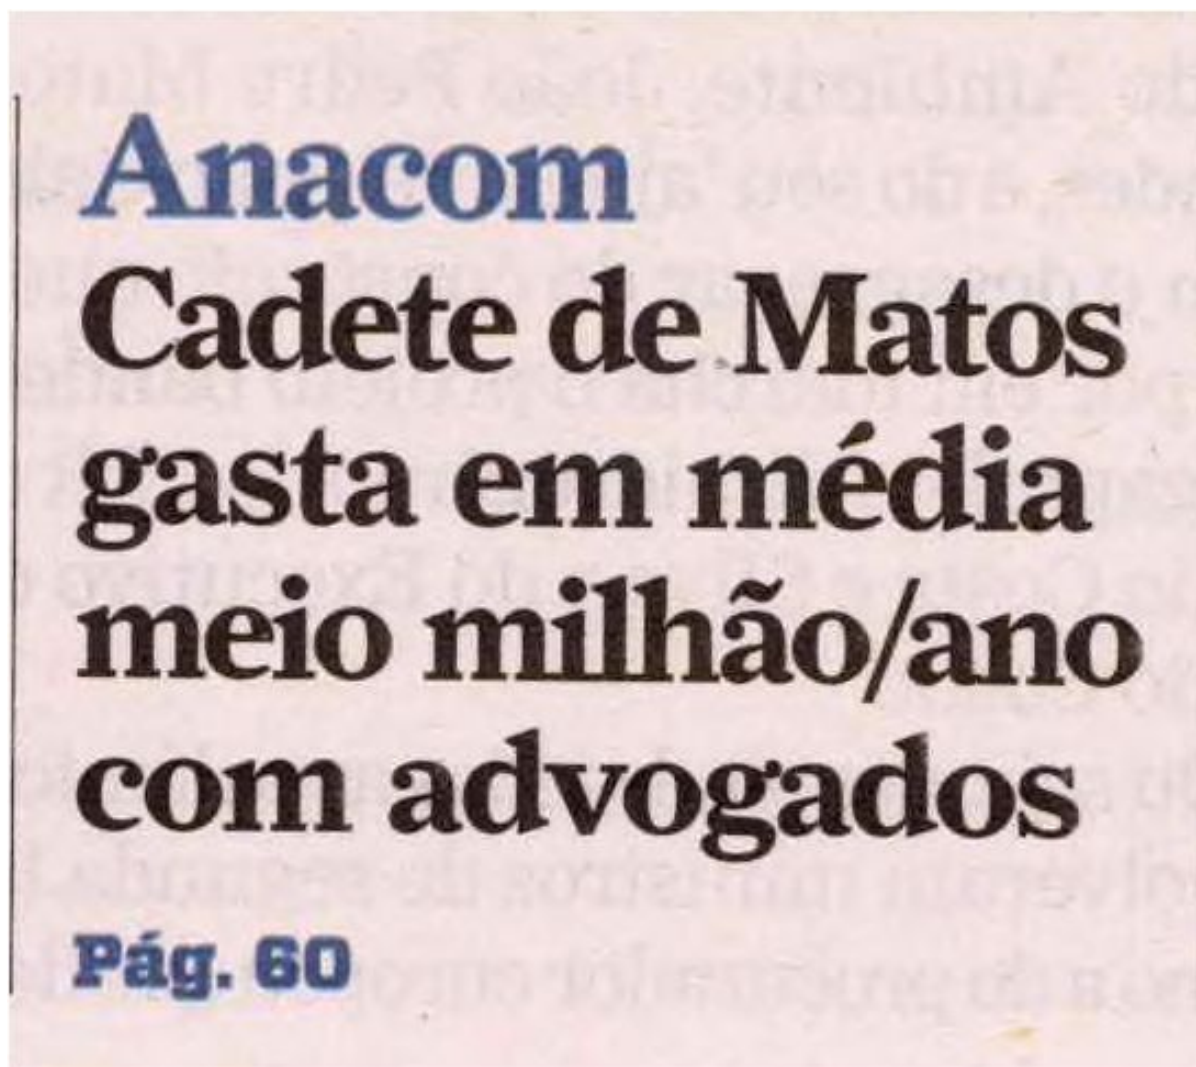 Anacom
Cadete de Matos
gasta em média
meio milhão/ano
com advogados
Pág. 60